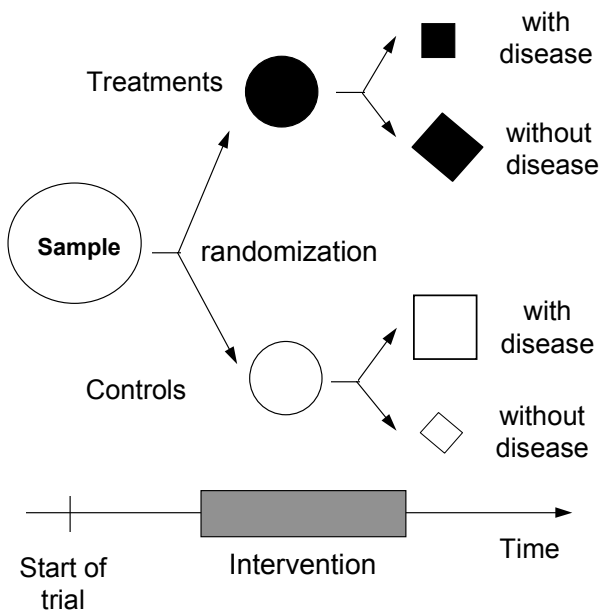 with
disease
Treatments
without
disease
Sample
randomization
with
disease
Controls
without
disease
Start of
trial
Intervention
Time